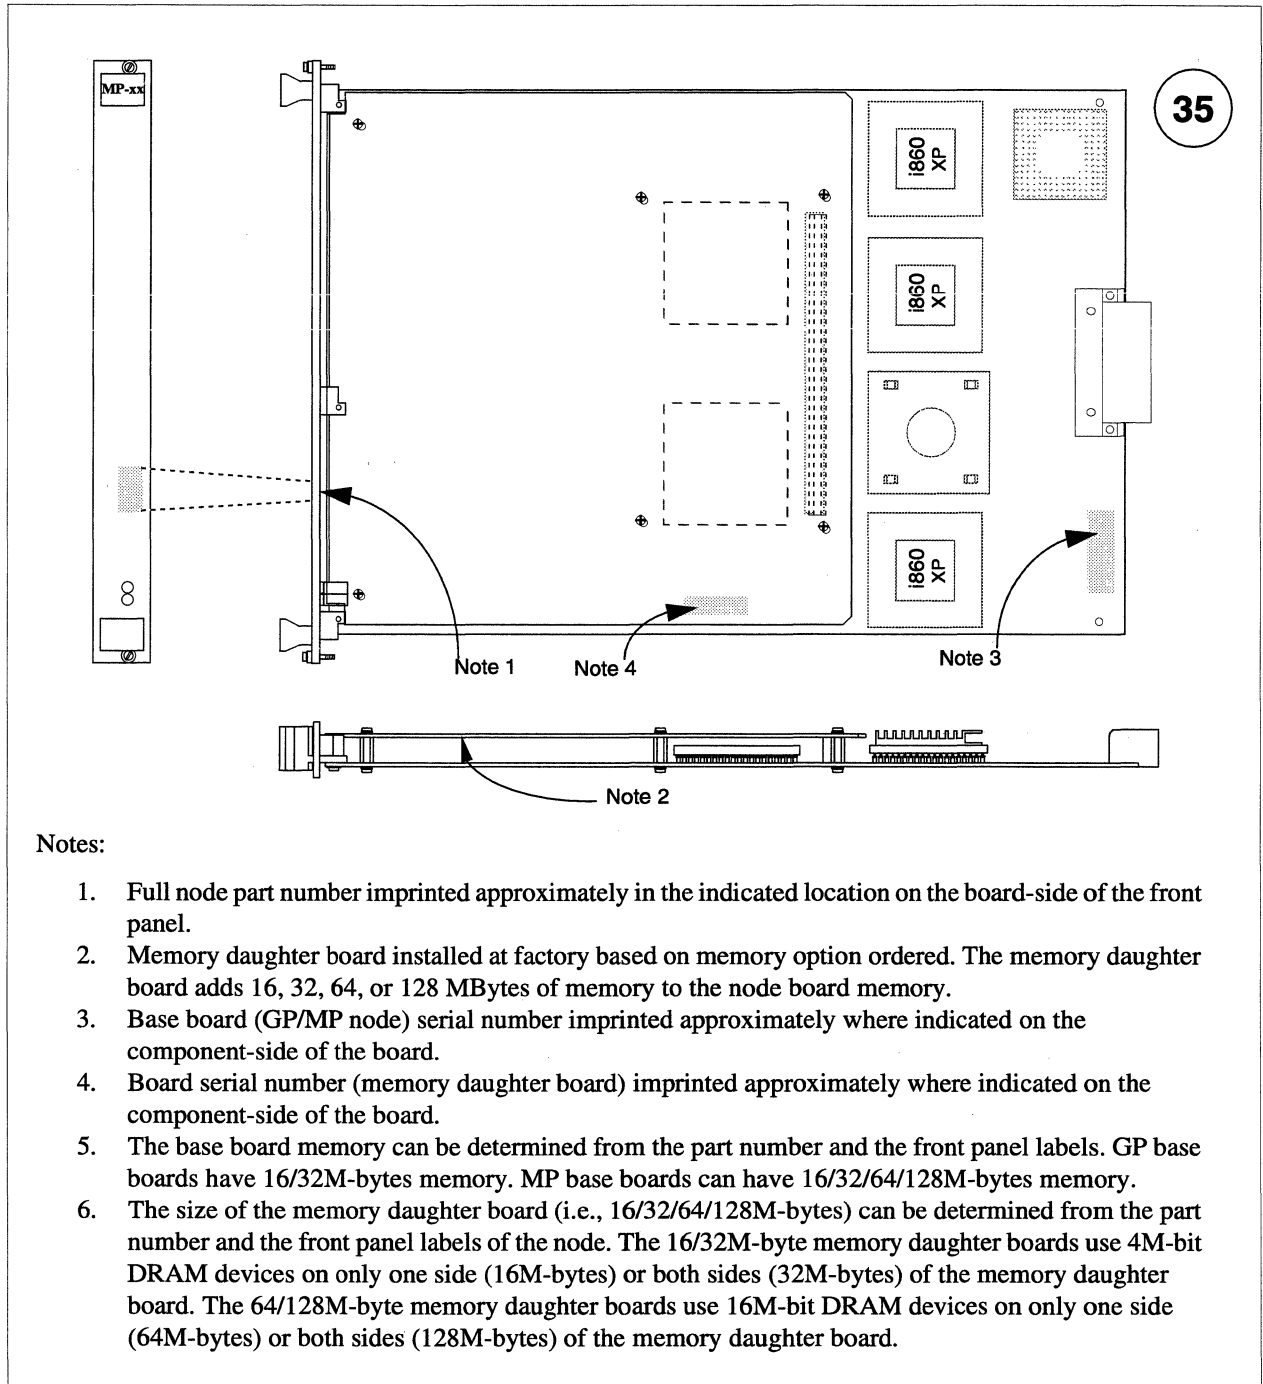 MP-xx
35
i860
XP
i860
XP
i860
XP
Note 1
Note 4
Note 3
Note 2
Notes:
1. Full node part number imprinted approximately in the indicated location on the board-side of the front
panel.
2. Memory daughter board installed at factory based on memory option ordered. The memory daughter
board adds 16, 32, 64, or 128 MBytes of memory to the node board memory.
3. Base board (GP/MP node) serial number imprinted approximately where indicated on the
component-side of the board.
4. Board serial number (memory daughter board) imprinted approximately where indicated on the
component-side of the board.
5. The base board memory can be determined from the part number and the front panel labels. GP base
boards have 16/32M-bytes memory. MP base boards can have 16/32/64/128M-bytes memory.
6. The size of the memory daughter board (i.e., 16/32/64/128M-bytes) can be determined from the part
number and the front panel labels of the node. The 16/32M-byte memory daughter boards use 4M-bit
DRAM devices on only one side (16M-bytes) or both sides (32M-bytes) of the memory daughter
board. The 64/128M-byte memory daughter boards use 16M-bit DRAM devices on only one side
(64M-bytes) or both sides (128M-bytes) of the memory daughter board.